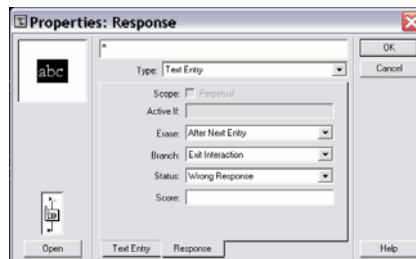 Properties: Response
abc
*
OK
Type: Text Entry
Cancel
Scope: Perpetual
Active If:
Erase: After Next Entry
Branch: Exit Interaction
Status: Wrong Response
Score:
Open
Text Entry
Response
Help